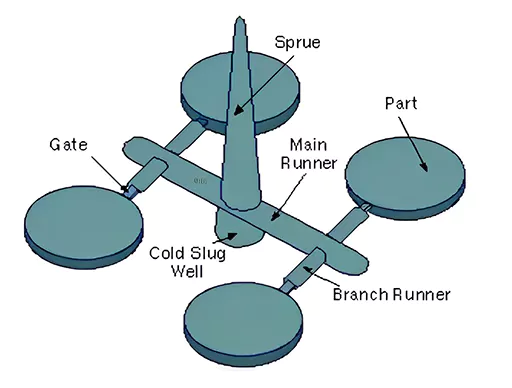 Sprue
Part
Gate
Main
Runner
Cold Slug
Well
Branch Runner